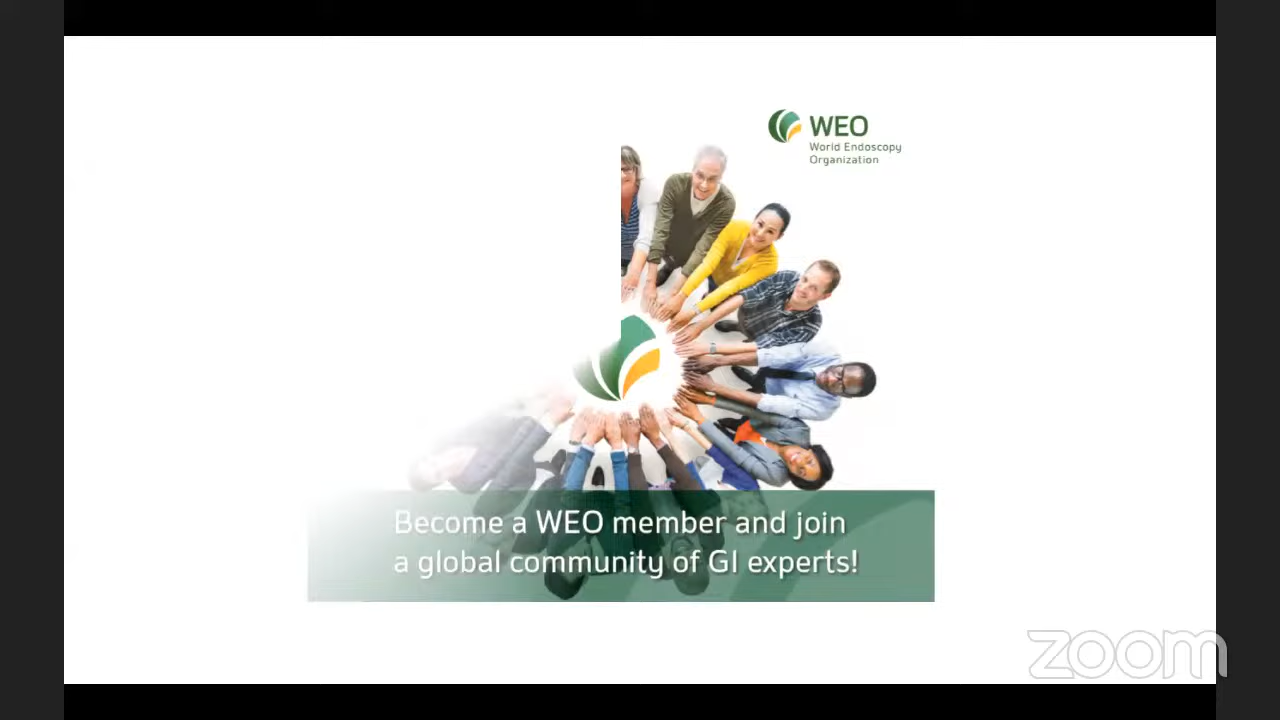 WEO
World Endoscopy
Organization
Become a WEO member and join
a global community of GI experts!
zoom